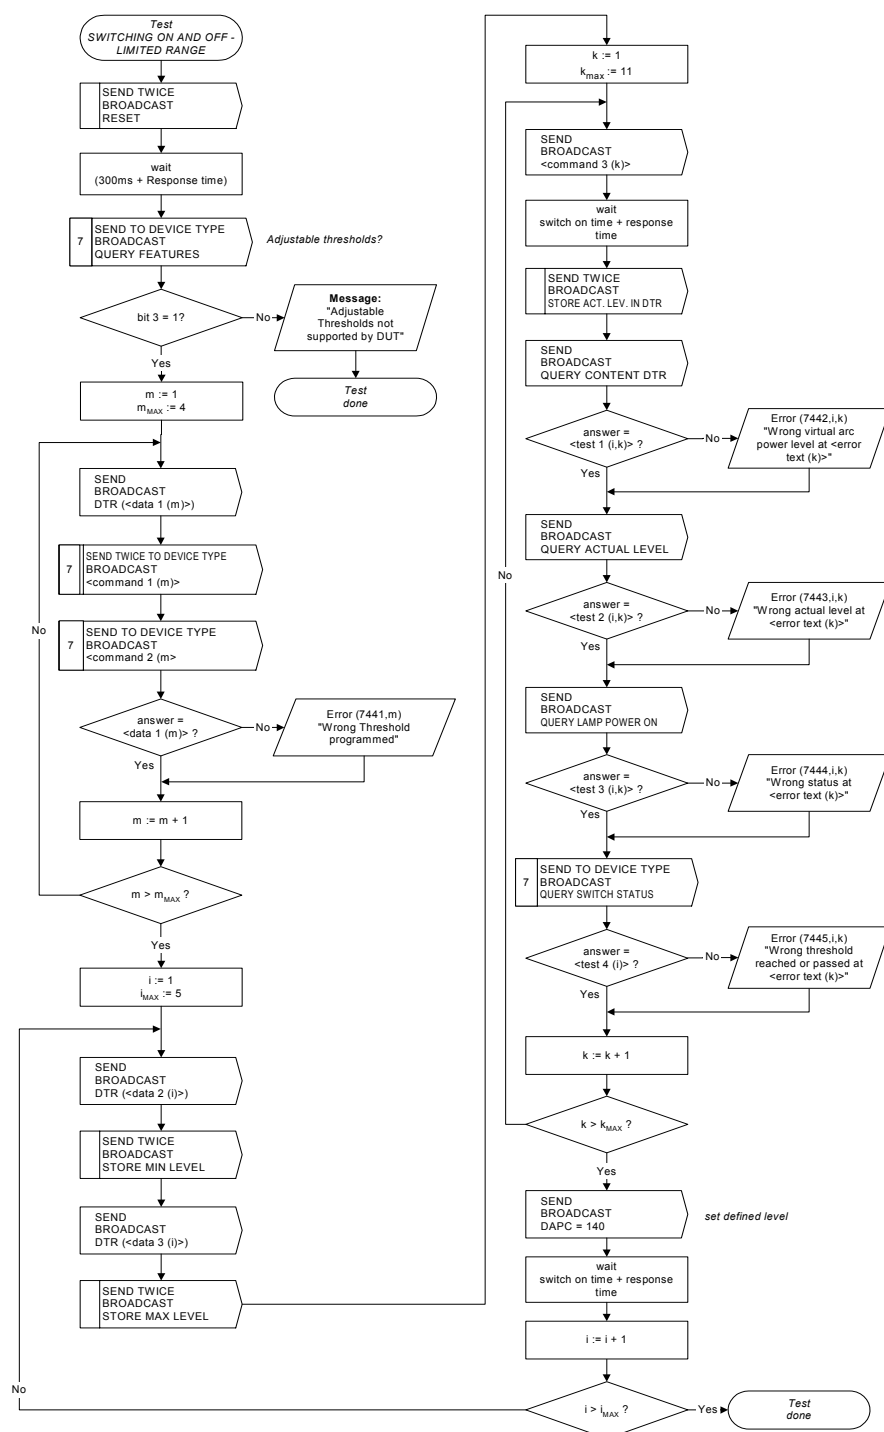 Test
SWITCHING ON AND OFF -
LIMITED RANGE
SEND TWICE
BROADCAST
RESET
wait
(300ms + Response time)
7
SEND TO DEVICE TYPE
BROADCAST
QUERY FEATURES
Adjustable thresholds?
bit 3 = 1?
No
Message:
"Adjustable
Thresholds not
supported by DUT"
Yes
Test
done
m := 1
mMAX := 4
SEND
BROADCAST
DTR (<data 1 (m)>)
7
SEND TWICE TO DEVICE TYPE
BROADCAST
<command 1 (m)>
No
7
SEND TO DEVICE TYPE
BROADCAST
<command 2 (m>
answer =
<data 1 (m)> ?
No
Error (7441,m)
"Wrong Threshold
programmed"
Yes
m := m + 1
m > mMAX ?
Yes
i := 1
iMAX := 5
SEND
BROADCAST
DTR (<data 2 (i)>)
SEND TWICE
BROADCAST
STORE MIN LEVEL
SEND
BROADCAST
DTR (<data 3 (i)>)
SEND TWICE
BROADCAST
STORE MAX LEVEL
No
k := 1
kmax := 11
SEND
BROADCAST
<command 3 (k)>
wait
switch on time + response
time
SEND TWICE
BROADCAST
STORE ACT. LEV. IN DTR
SEND
BROADCAST
QUERY CONTENT DTR
answer =
<test 1 (i,k)> ?
No
Error (7442,i,k)
"Wrong virtual arc
power level at <error
text (k)>"
Yes
SEND
BROADCAST
QUERY ACTUAL LEVEL
No
answer =
<test 2 (i,k)> ?
No
Error (7443,i,k)
"Wrong actual level at
<error text (k)>"
Yes
SEND
BROADCAST
QUERY LAMP POWER ON
answer =
<test 3 (i,k)> ?
No
Error (7444,i,k)
"Wrong status at
<error text (k)>"
Yes
7
SEND TO DEVICE TYPE
BROADCAST
QUERY SWITCH STATUS
answer =
<test 4 (i)> ?
No
Error (7445,i,k)
"Wrong threshold
reached or passed at
<error text (k)>"
Yes
k := k + 1
k > kMAX ?
Yes
SEND
BROADCAST
DAPC = 140
set defined level
wait
switch on time + response
time
i := i + 1
i > iMAX ?
Yes
Test
done